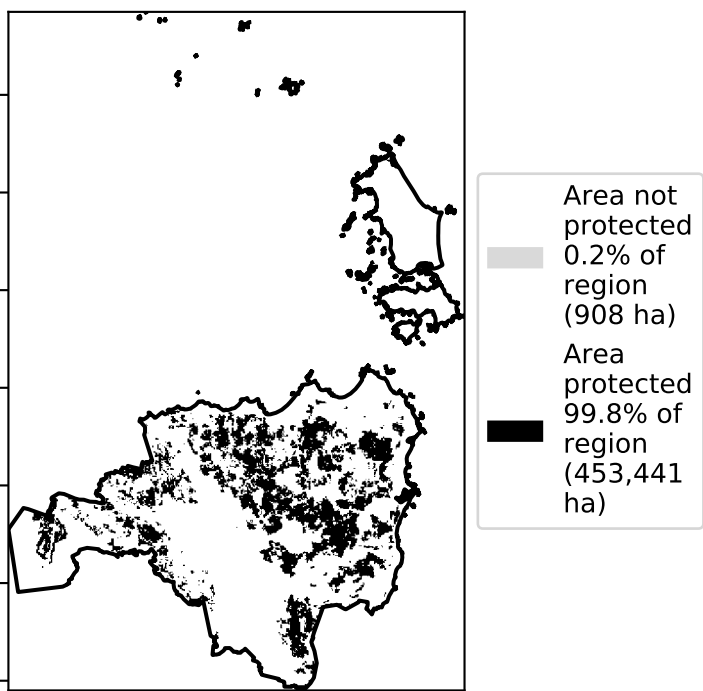 Area not
protected
0.2% of
region
(908 ha)
Area
protected
99.8% of
region
(453,441
ha)